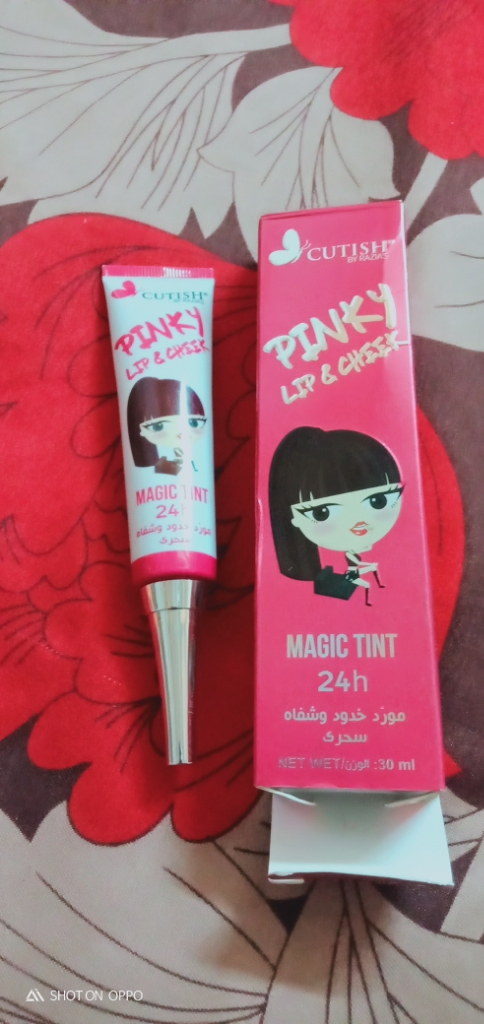 CUTISH
PINKY
LIP & CHEEK
MAGIC TINT
24h
مورّد خدود وشفاه
سحرى
CUTISH
BY RADIAS
PINKY
LIP & CHEEK
MAGIC TINT
24h
مورّد خدود وشفاه
سحرى
NET WET/الوزن :30 ml
SHOT ON OPPO